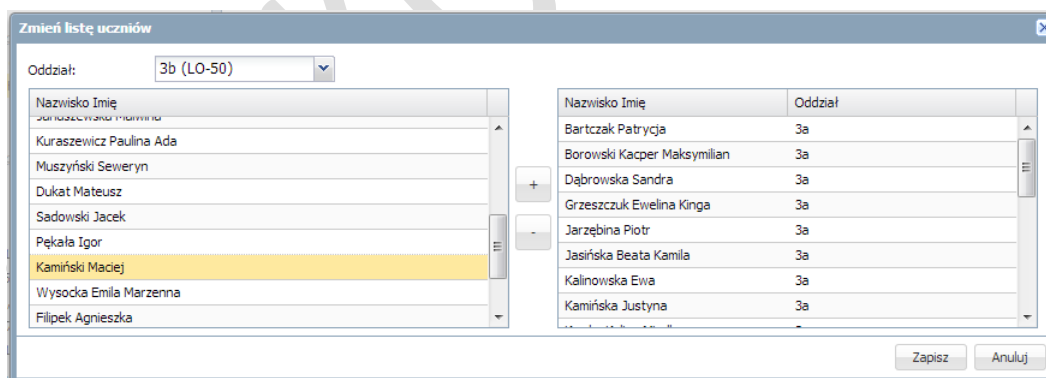 Zmień listę uczniów
Oddział: 3b (LO-50)
Nazwisko Imię
Januszewska Malwina
Kuraszewicz Paulina Ada
Muszyński Seweryn
Dukat Mateusz
Sadowski Jacek
Pękała Igor
Kamiński Maciej
Wysocka Emila Marzenna
Filipek Agnieszka
+
-
Nazwisko Imię Oddział
Bartczak Patrycja 3a
Borowski Kacper Maksymilian 3a
Dąbrowska Sandra 3a
Grzeszczuk Ewelina Kinga 3a
Jarzębina Piotr 3a
Jasińska Beata Kamila 3a
Kalinowska Ewa 3a
Kamińska Justyna 3a
Zapisz Anuluj